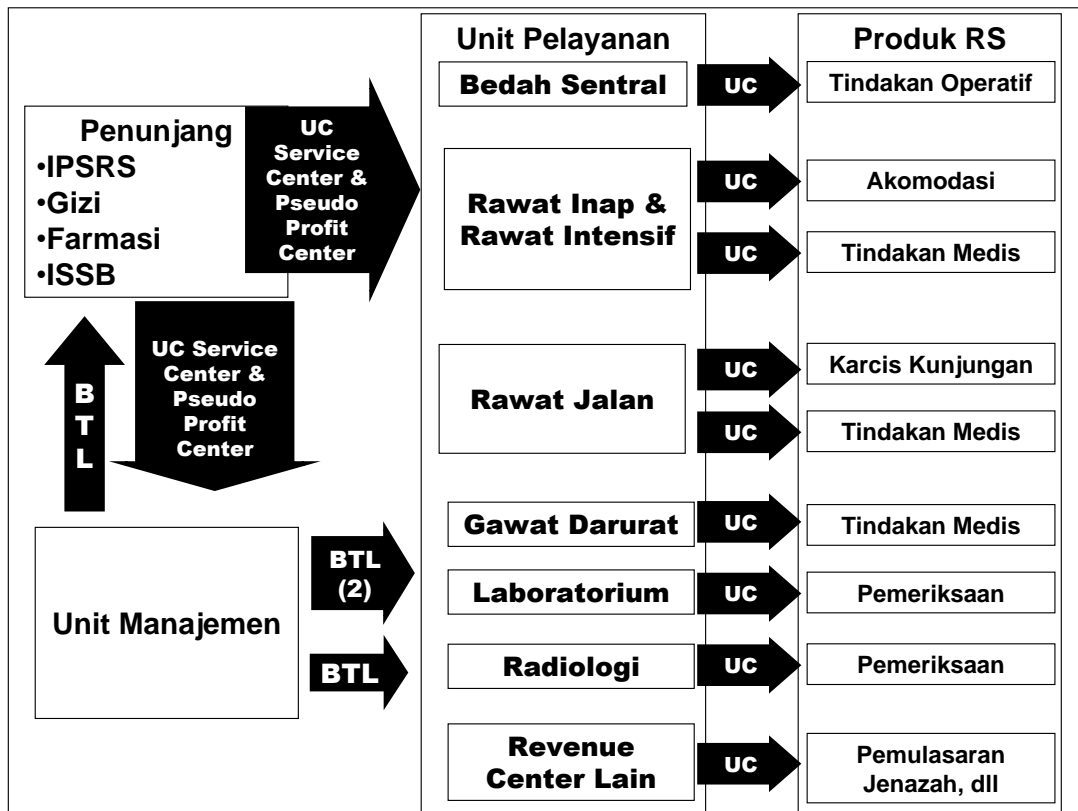 Penunjang
•IPSRS
•Gizi
•Farmasi
•ISSB
UC
Service
Center &
Pseudo
Profit
Center
B
T
L
UC Service
Center &
Pseudo
Profit
Center
Unit Manajemen
BTL
(2)
BTL
Unit Pelayanan
Produk RS
Bedah Sentral
UC
Tindakan Operatif
Rawat Inap &
Rawat Intensif
UC
Akomodasi
UC
Tindakan Medis
Rawat Jalan
UC
Karcis Kunjungan
UC
Tindakan Medis
Gawat Darurat
UC
Tindakan Medis
Laboratorium
UC
Pemeriksaan
Radiologi
UC
Pemeriksaan
Revenue
Center Lain
UC
Pemulasaran
Jenazah, dll